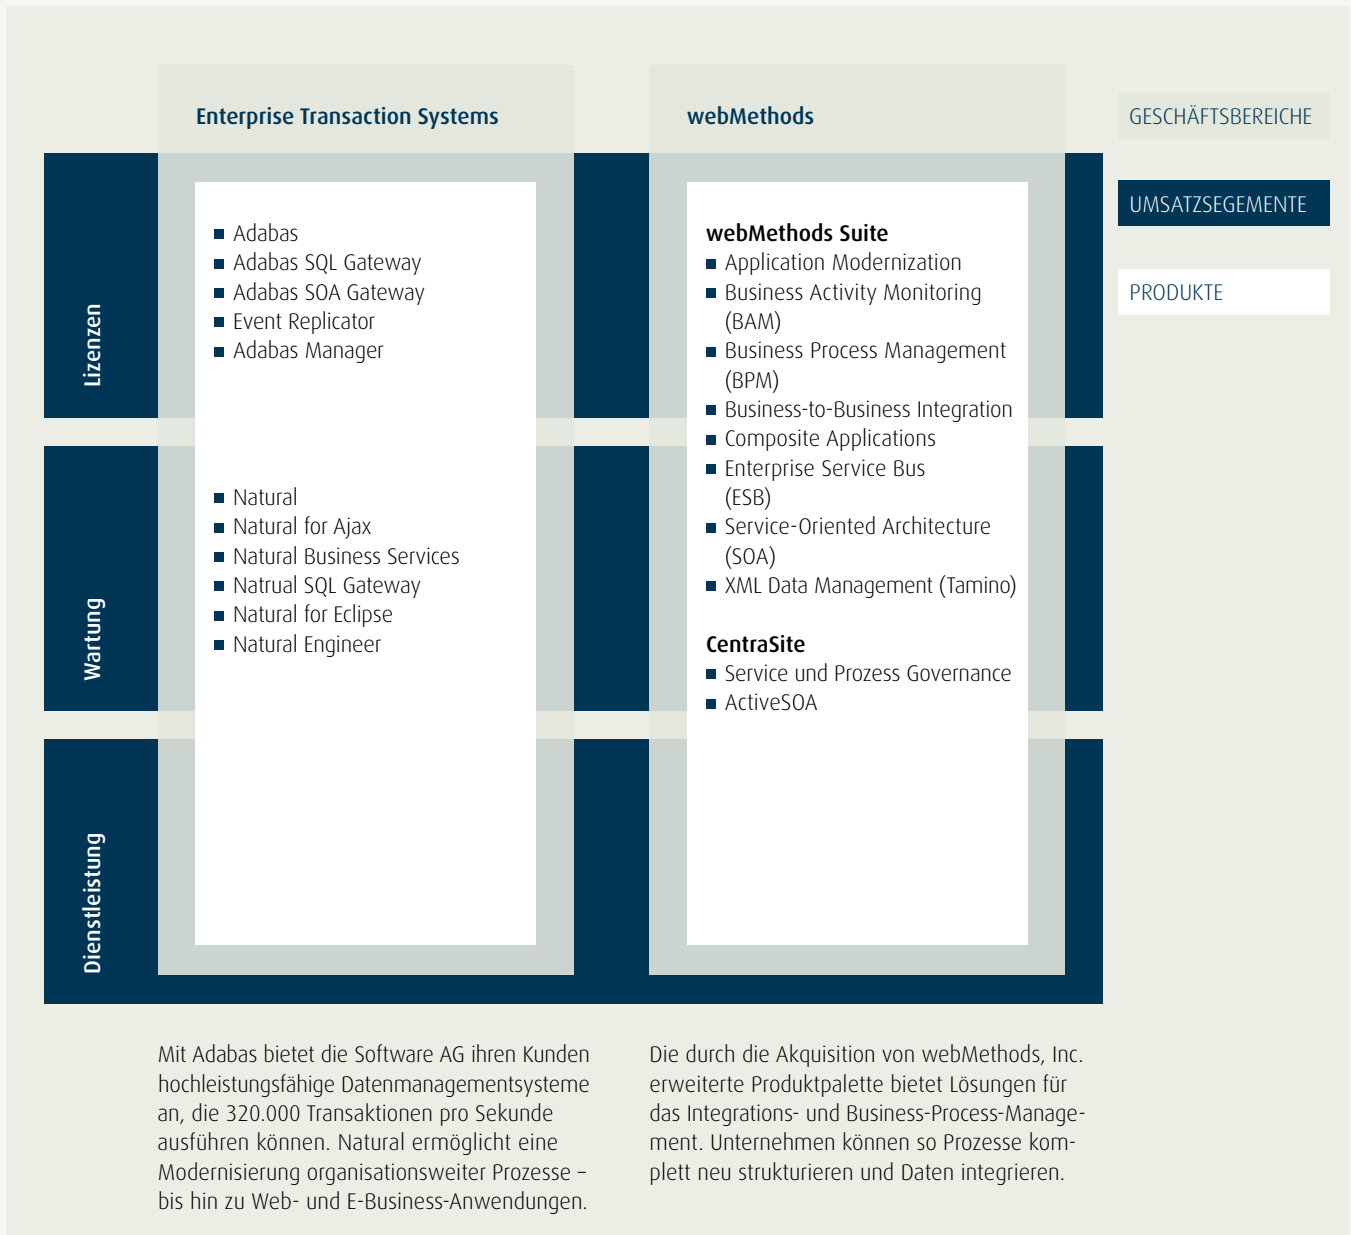 Enterprise Transaction Systems
webMethods
GESCHÄFTSBEREICHE
UMSATZSEGEMENTE
PRODUKTE
Lizenzen
Wartung
Dienstleistung
Adabas
Adabas SQL Gateway
Adabas SOA Gateway
Event Replicator
Adabas Manager
Natural
Natural for Ajax
Natural Business Services
Natrual SQL Gateway
Natural for Eclipse
Natural Engineer
webMethods Suite
Application Modernization
Business Activity Monitoring
(BAM)
Business Process Management
(BPM)
Business-to-Business Integration
Composite Applications
Enterprise Service Bus
(ESB)
Service-Oriented Architecture
(SOA)
XML Data Management (Tamino)
CentraSite
Service und Prozess Governance
ActiveSOA
Mit Adabas bietet die Software AG ihren Kunden
hochleistungsfähige Datenmanagementsysteme
an, die 320.000 Transaktionen pro Sekunde
ausführen können. Natural ermöglicht eine
Modernisierung organisationsweiter Prozesse –
bis hin zu Web- und E-Business-Anwendungen.
Die durch die Akquisition von webMethods, Inc.
erweiterte Produktpalette bietet Lösungen für
das Integrations- und Business-Process-Manage-
ment. Unternehmen können so Prozesse kom-
plett neu strukturieren und Daten integrieren.